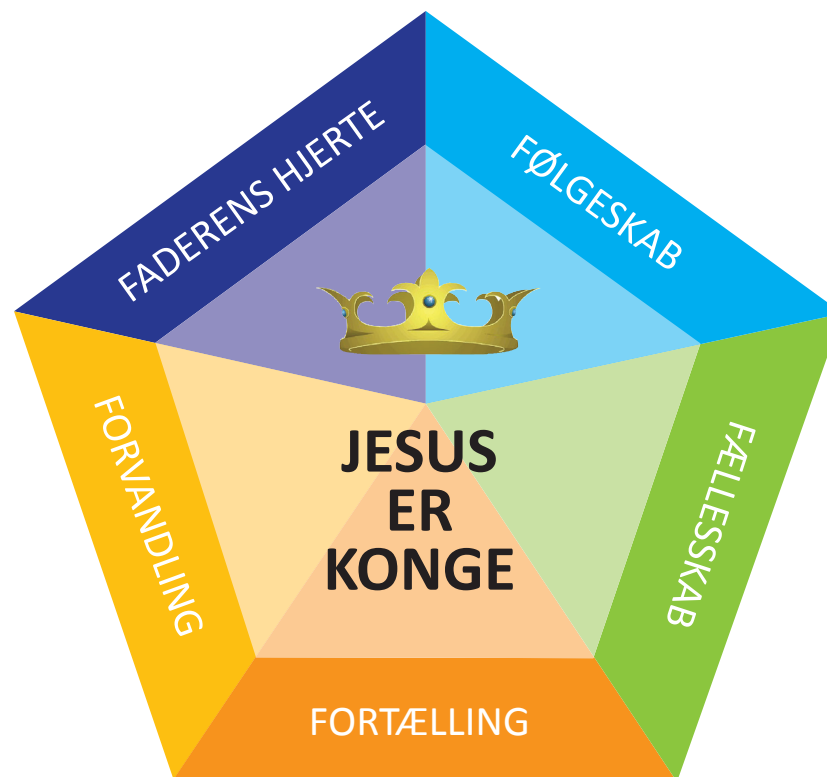 FADERENS HJERTE
FØLGESKAB
FÆLLESSKAB
FORTÆLLING
FORVANDLING
JESUS
ER
KONGE